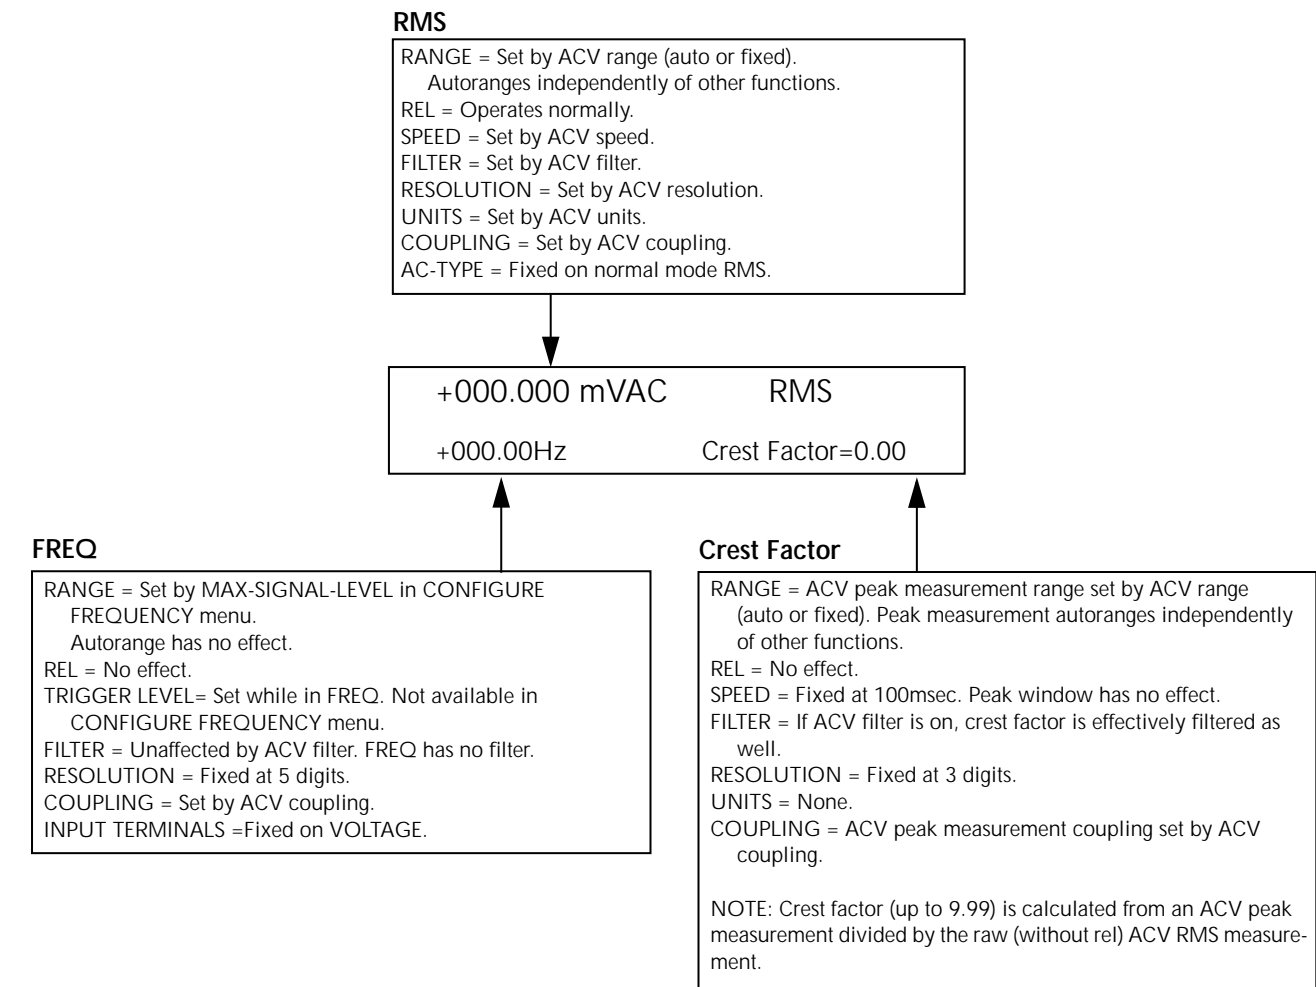 RMS
RANGE = Set by ACV range (auto or fixed).
Autoranges independently of other functions.
REL = Operates normally.
SPEED = Set by ACV speed.
FILTER = Set by ACV filter.
RESOLUTION = Set by ACV resolution.
UNITS = Set by ACV units.
COUPLING = Set by ACV coupling.
AC-TYPE = Fixed on normal mode RMS.
+000.000 mVAC RMS
+000.00Hz Crest Factor=0.00
FREQ
RANGE = Set by MAX-SIGNAL-LEVEL in CONFIGURE
FREQUENCY menu.
Autorange has no effect.
REL = No effect.
TRIGGER LEVEL= Set while in FREQ. Not available in
CONFIGURE FREQUENCY menu.
FILTER = Unaffected by ACV filter. FREQ has no filter.
RESOLUTION = Fixed at 5 digits.
COUPLING = Set by ACV coupling.
INPUT TERMINALS =Fixed on VOLTAGE.
Crest Factor
RANGE = ACV peak measurement range set by ACV range
(auto or fixed). Peak measurement autoranges independently
of other functions.
REL = No effect.
SPEED = Fixed at 100msec. Peak window has no effect.
FILTER = If ACV filter is on, crest factor is effectively filtered as
well.
RESOLUTION = Fixed at 3 digits.
UNITS = None.
COUPLING = ACV peak measurement coupling set by ACV
coupling.
NOTE: Crest factor (up to 9.99) is calculated from an ACV peak
measurement divided by the raw (without rel) ACV RMS measure-
ment.